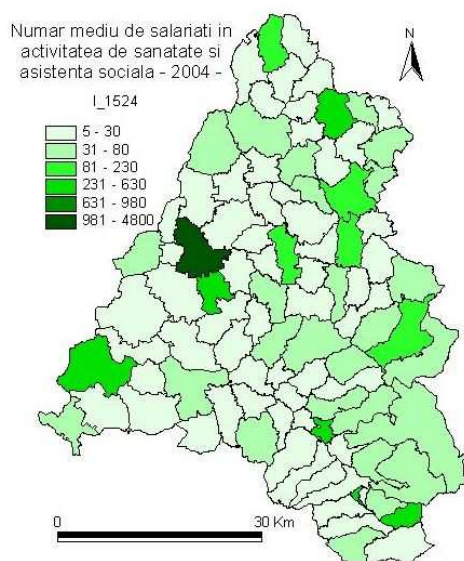 Numar mediu de salariati in
activitatea de sanatate si
asistenta sociala - 2004 -
N
I_1524
5 - 30
31 - 80
81 - 230
231 - 630
631 - 980
981 - 4800
0
30 Km